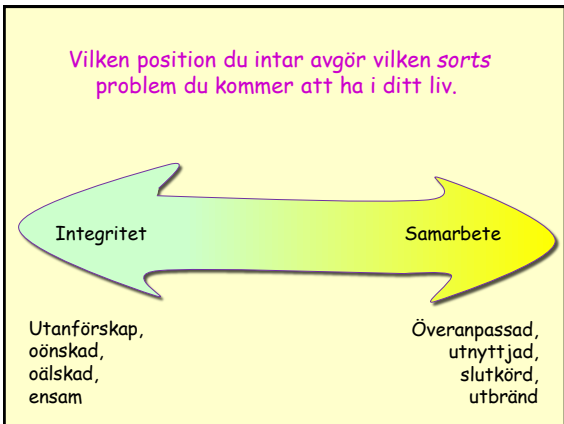 Vilken position du intar avgör vilken sorts
problem du kommer att ha i ditt liv.
Integritet
Samarbete
Utanförskap,
oönskad,
oälskad,
ensam
Överanpassad,
utnyttjad,
slutkörd,
utbränd